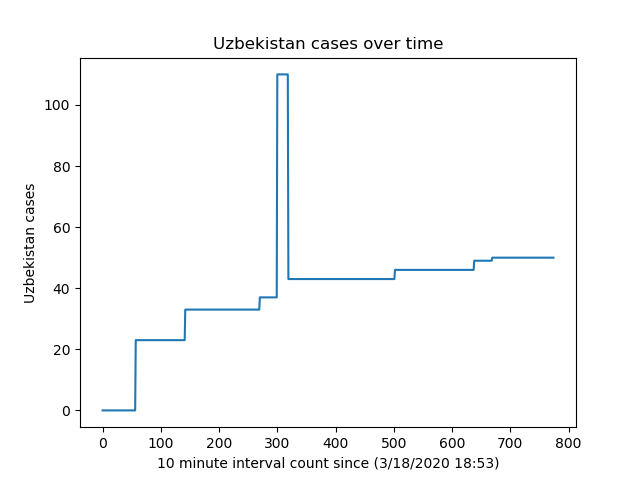 Uzbekistan cases over time
Uzbekistan cases
100
80
60
40
20
0
0 100 200 300 400 500 600 700 800
10 minute interval count since (3/18/2020 18:53)